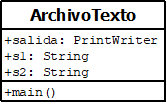 ArchivoTexto
+salida: PrintWriter
+s1: String
+s2: String
+main()